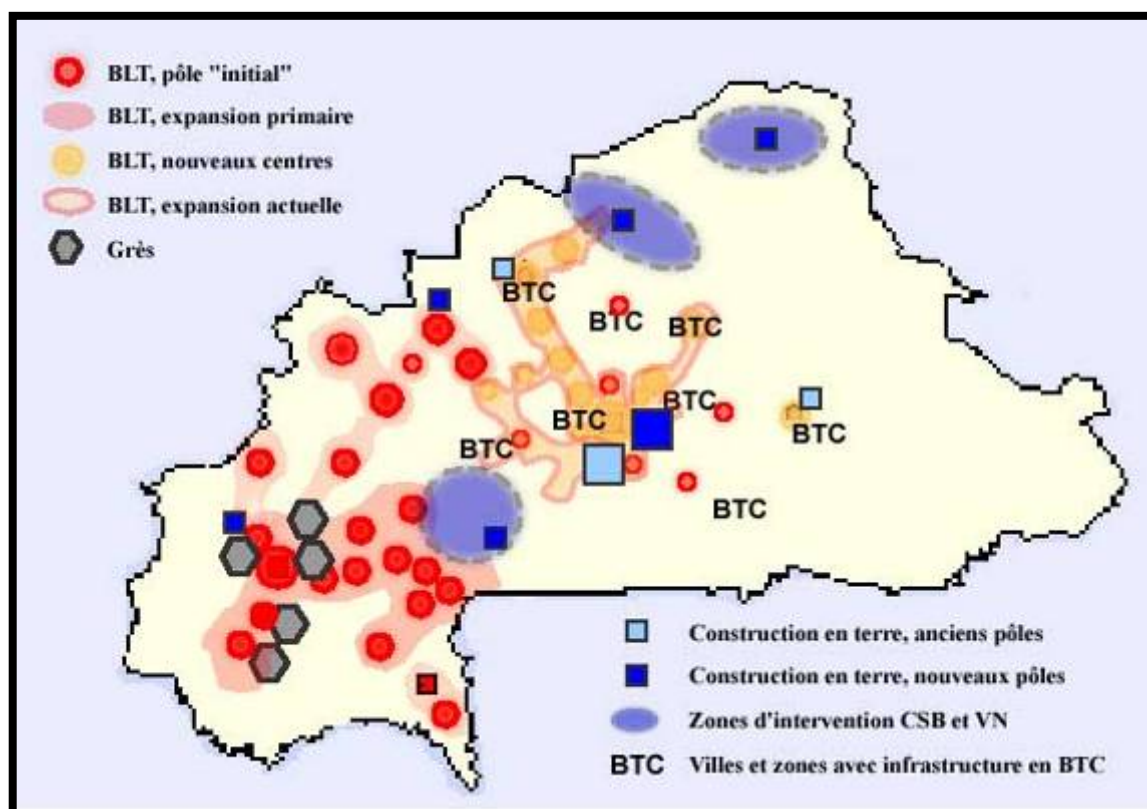 BLT, pôle "initial"
BLT, expansion primaire
BLT, nouveaux centres
BLT, expansion actuelle
Grès
BTC
BTC
BTC
BTC
BTC
BTC
BTC
BTC
Construction en terre, anciens pôles
Construction en terre, nouveaux pôles
Zones d'intervention CSB et VN
BTC Villes et zones avec infrastructure en BTC